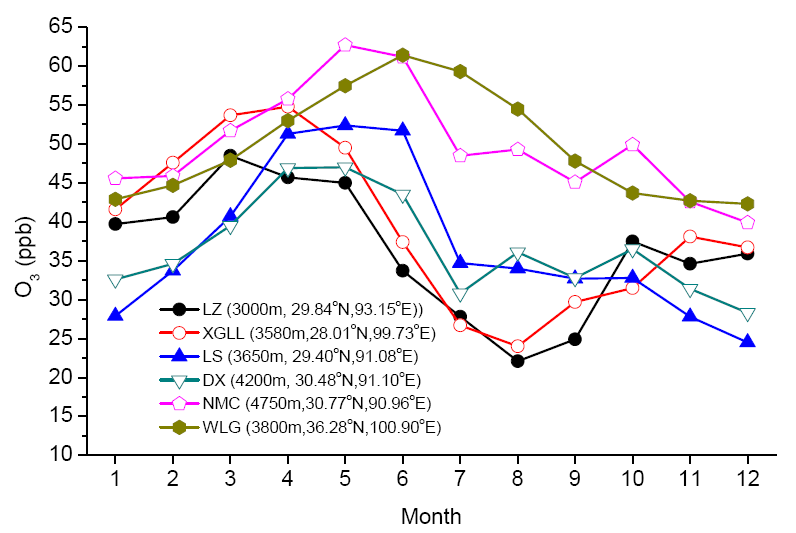 65
60
55
50
45
40
35
30
25
20
15
10
O₃ (ppb)
LZ (3000m, 29.84°N,93.15°E))
XGLL (3580m,28.01°N,99.73°E)
LS (3650m, 29.40°N,91.08°E)
DX (4200m, 30.48°N,91.10°E)
NMC (4750m,30.77°N,90.96°E)
WLG (3800m,36.28°N,100.90°E)
1 2 3 4 5 6 7 8 9 10 11 12
Month